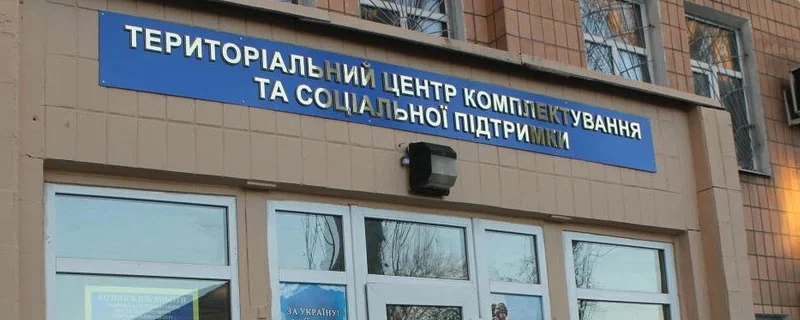 ТЕРИТОРІАЛЬНИЙ ЦЕНТР КОМПЛЕКТУВАННЯ
ТА СОЦІАЛЬНОЇ ПІДТРИМКИ
ЗА УКРАЇНУ!